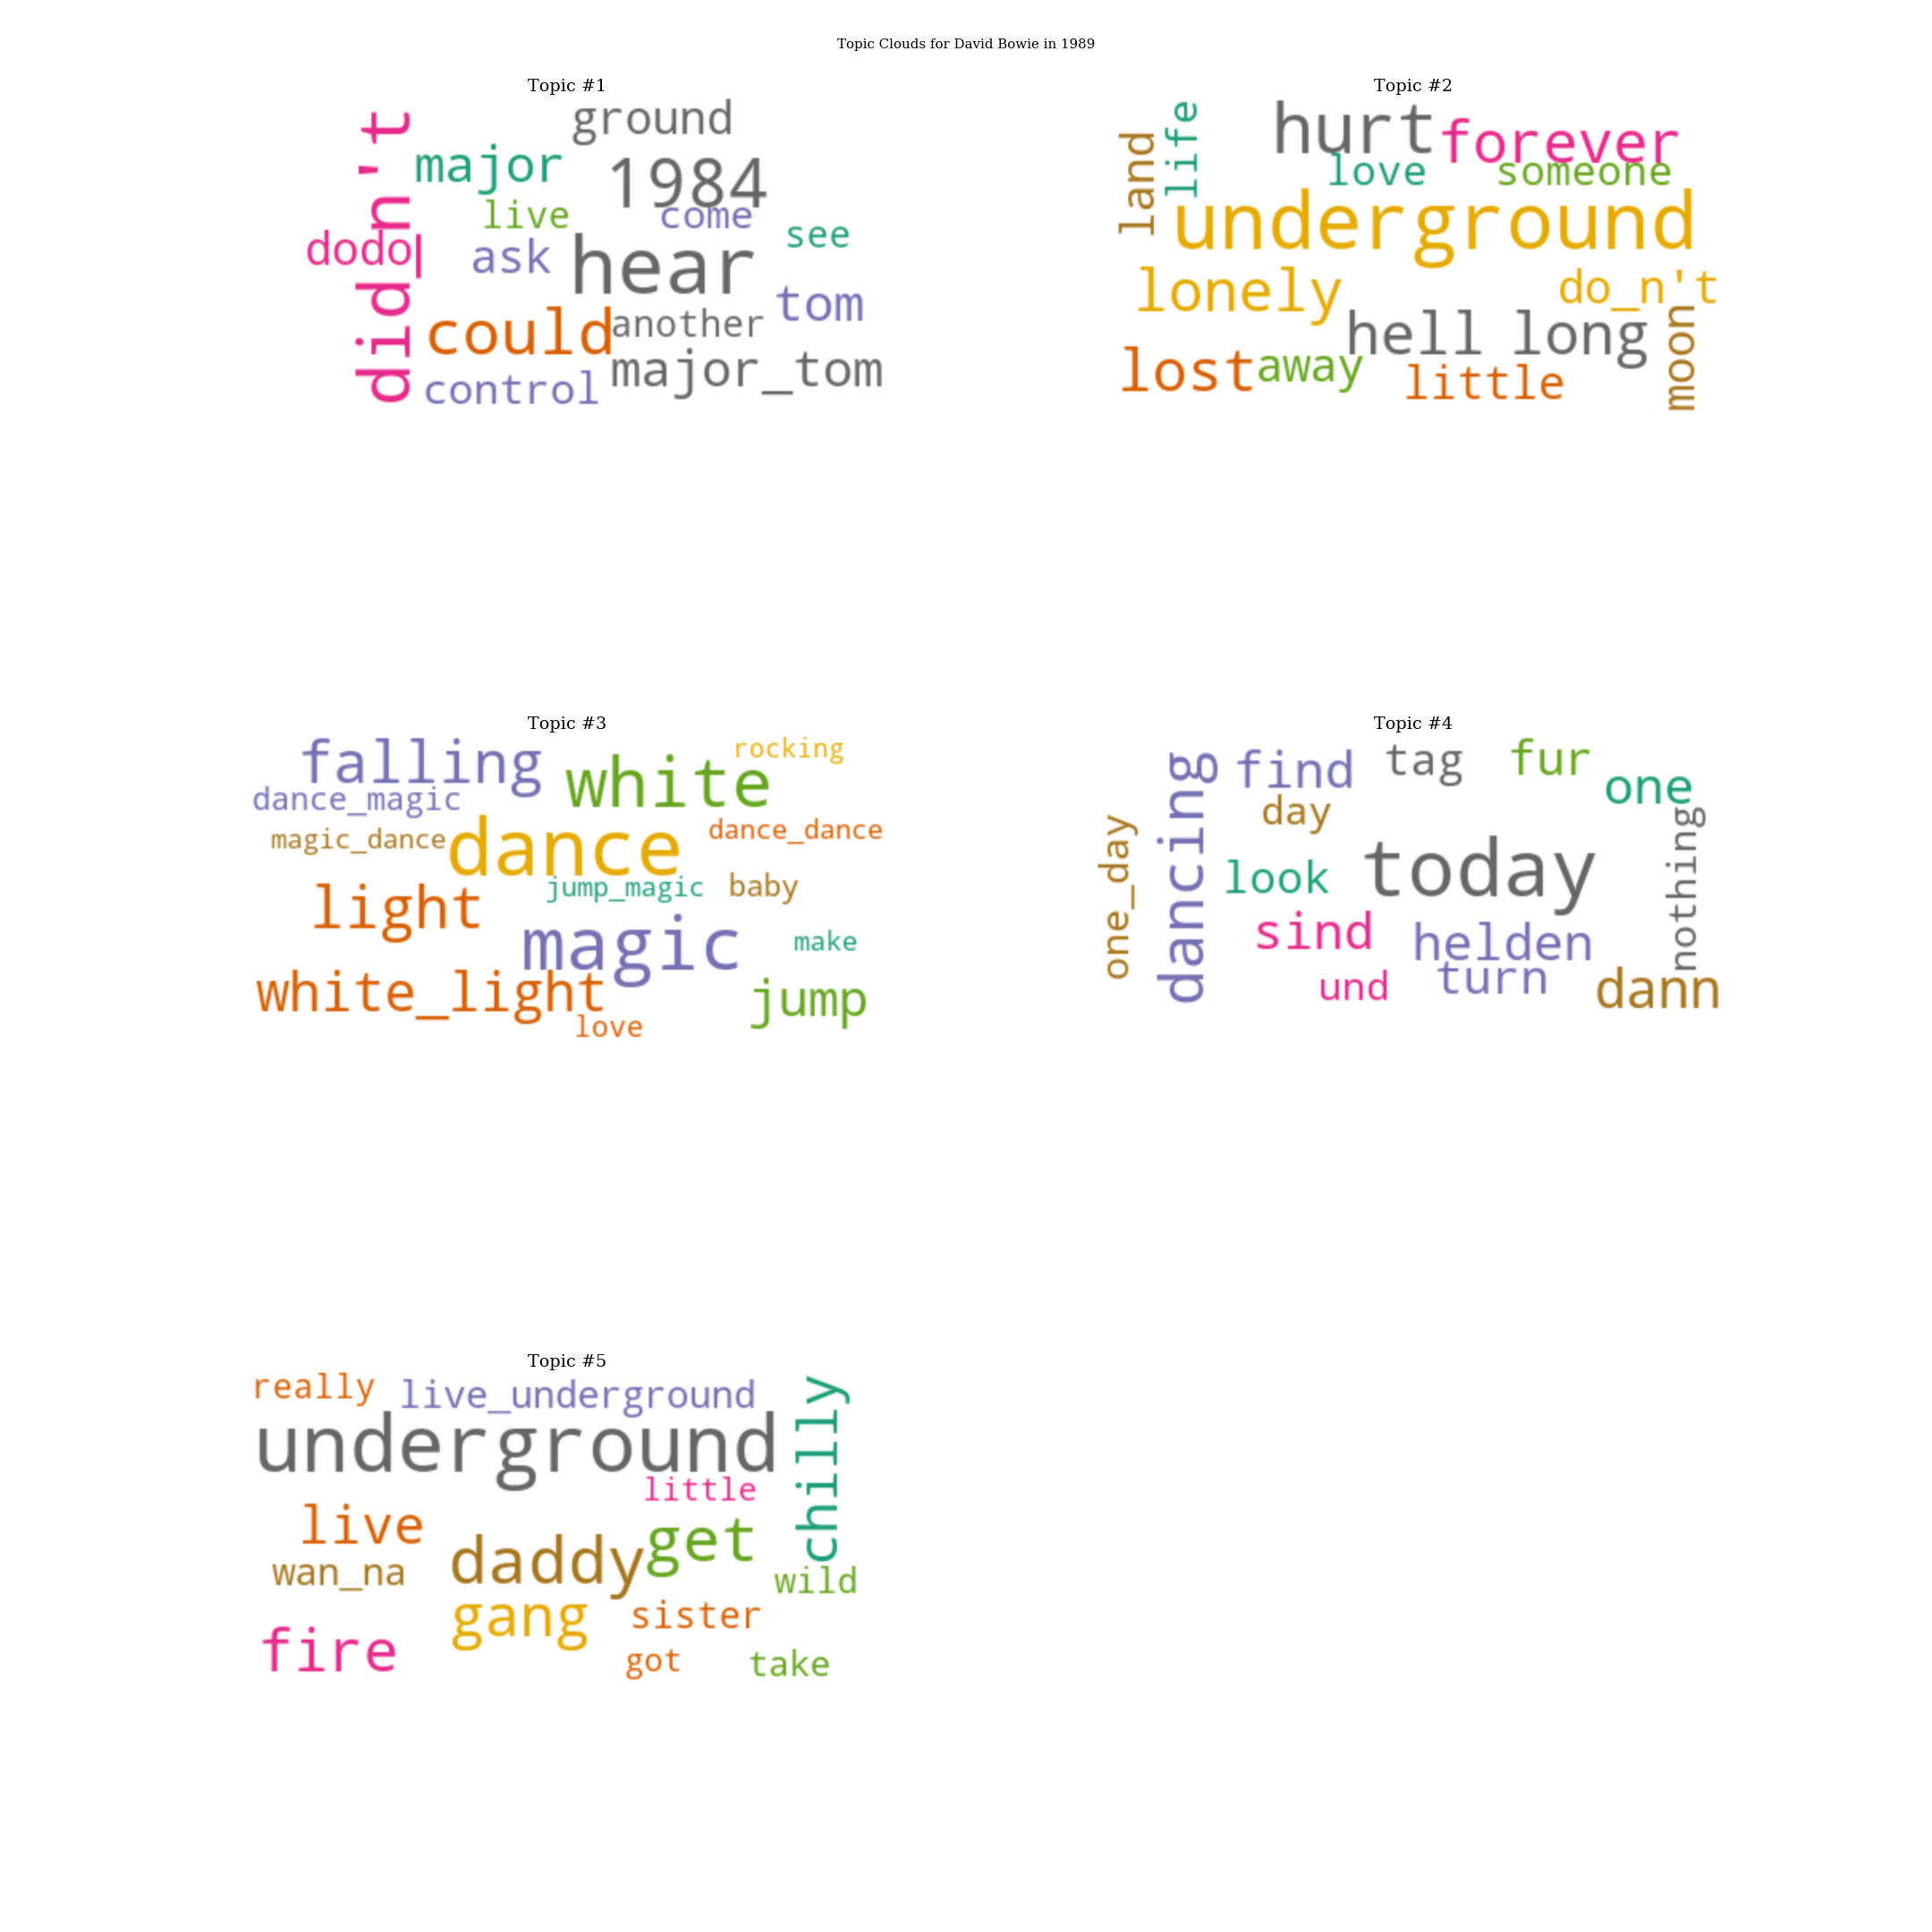 Topic Clouds for David Bowie in 1989
Topic #1
ground
didn't
major
1984
live
come
see
dodo
ask
hear
tom
could
another
major_tom
control
Topic #2
life
hurt
forever
land
love
someone
underground
lonely
do_n't
hell long
moon
lost
away
little
Topic #3
falling
white
rocking
dance_magic
magic_dance
dance
dance_dance
jump_magic
baby
light
magic
make
white_light
jump
love
Topic #4
dancing
find
tag
fur
one
day
one_day
today
nothing
look
sind
helden
und
turn
dann
Topic #5
really
live_underground
chilly
underground
little
live
get
daddy
wan_na
wild
gang
sister
fire
got
take